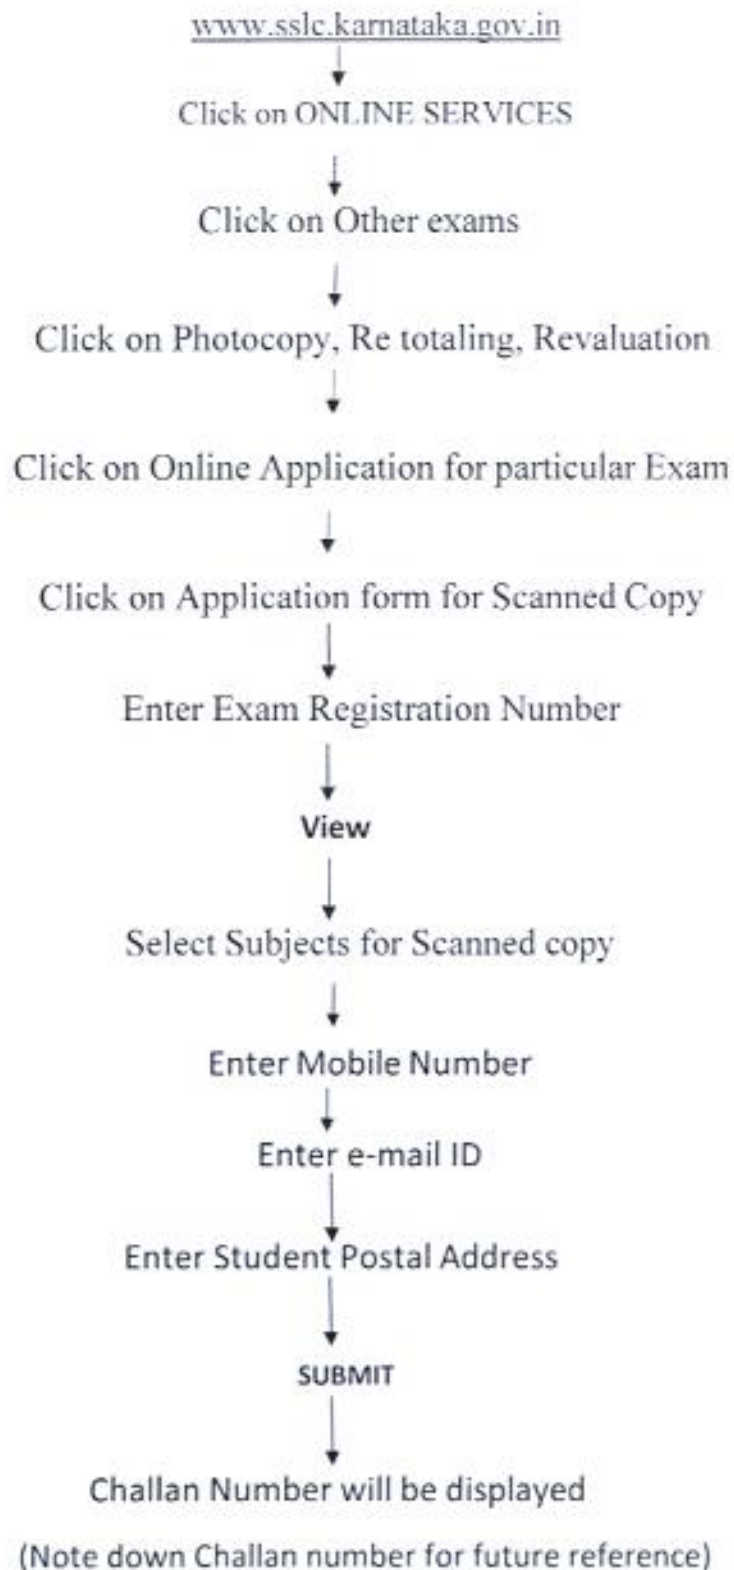 www.sslc.karnataka.gov.in
Click on ONLINE SERVICES
Click on Other exams
Click on Photocopy, Re totaling, Revaluation
Click on Online Application for particular Exam
Click on Application form for Scanned Copy
Enter Exam Registration Number
View
Select Subjects for Scanned copy
Enter Mobile Number
Enter e-mail ID
Enter Student Postal Address
SUBMIT
Challan Number will be displayed
(Note down Challan number for future reference)